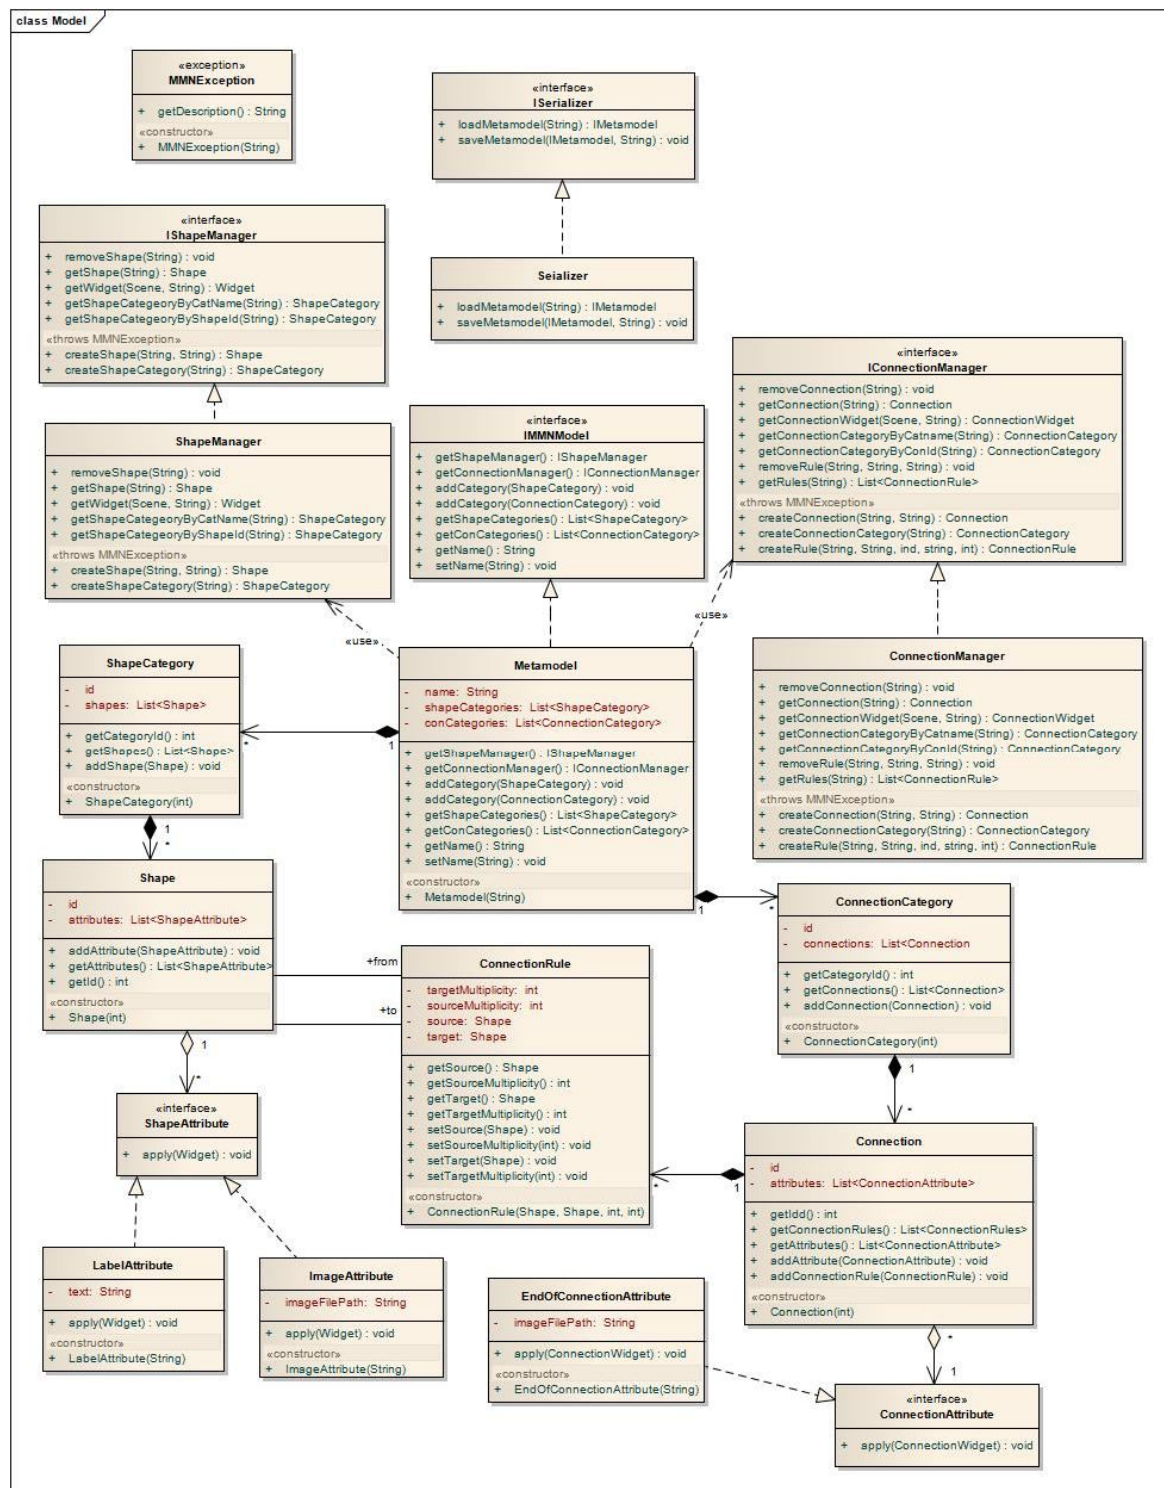 class Model
«exception»
MMNException
+ getDescription() : String
«constructor»
+ MMNException(String)
«interface»
ISerializer
+ loadMetamodel(String) : IMetamodel
+ saveMetamodel(IMetamodel, String) : void
«interface»
IShapeManager
+ removeShape(String) : void
+ getShape(String) : Shape
+ getWidget(Scene, String) : Widget
+ getShapeCategeoryByCatName(String) : ShapeCategory
+ getShapeCategeoryByShapeId(String) : ShapeCategory
«throws MMNException»
+ createShape(String, String) : Shape
+ createShapeCategory(String) : ShapeCategory
Seializer
+ loadMetamodel(String) : IMetamodel
+ saveMetamodel(IMetamodel, String) : void
«interface»
IConnectionManager
+ removeConnection(String) : void
+ getConnection(String) : Connection
+ getConnectionWidget(Scene, String) : ConnectionWidget
+ getConnectionCategoryByCatname(String) : ConnectionCategory
+ getConnectionCategoryByConId(String) : ConnectionCategory
+ removeRule(String, String, String) : void
+ getRules(String) : List<ConnectionRule>
«throws MMNException»
+ createConnection(String, String) : Connection
+ createConnectionCategory(String) : ConnectionCategory
+ createRule(String, String, ind, string, int) : ConnectionRule
ShapeManager
+ removeShape(String) : void
+ getShape(String) : Shape
+ getWidget(Scene, String) : Widget
+ getShapeCategeoryByCatName(String) : ShapeCategory
+ getShapeCategeoryByShapeId(String) : ShapeCategory
«throws MMNException»
+ createShape(String, String) : Shape
+ createShapeCategory(String) : ShapeCategory
«interface»
IMMNModel
+ getShapeManager() : IShapeManager
+ getConnectionManager() : IConnectionManager
+ addCategory(ShapeCategory) : void
+ addCategory(ConnectionCategory) : void
+ getShapeCategories() : List<ShapeCategory>
+ getConCategories() : List<ConnectionCategory>
+ getName() : String
+ setName(String) : void
«use»
«use»
ShapeCategory
- id
- shapes: List<Shape>
+ getCategoryId() : int
+ getShapes() : List<Shape>
+ addShape(Shape) : void
«constructor»
+ ShapeCategory(int)
Metamodel
- name: String
- shapeCategories: List<ShapeCategory>
- conCategories: List<ConnectionCategory>
+ getShapeManager() : IShapeManager
+ getConnectionManager() : IConnectionManager
+ addCategory(ShapeCategory) : void
+ addCategory(ConnectionCategory) : void
+ getShapeCategories() : List<ShapeCategory>
+ getConCategories() : List<ConnectionCategory>
+ getName() : String
+ setName(String) : void
«constructor»
+ Metamodel(String)
ConnectionManager
+ removeConnection(String) : void
+ getConnection(String) : Connection
+ getConnectionWidget(Scene, String) : ConnectionWidget
+ getConnectionCategoryByCatname(String) : ConnectionCategory
+ getConnectionCategoryByConId(String) : ConnectionCategory
+ removeRule(String, String, String) : void
+ getRules(String) : List<ConnectionRule>
«throws MMNException»
+ createConnection(String, String) : Connection
+ createConnectionCategory(String) : ConnectionCategory
+ createRule(String, String, ind, string, int) : ConnectionRule
* 1
1
*
1 *
Shape
- id
- attributes: List<ShapeAttribute>
+ addAttribute(ShapeAttribute) : void
+ getAttributes() : List<ShapeAttribute>
+ getId() : int
«constructor»
+ Shape(int)
+from
+to
ConnectionRule
- targetMultiplicity: int
- sourceMultiplicity: int
- source: Shape
- target: Shape
+ getSource() : Shape
+ getSourceMultiplicity() : int
+ getTarget() : Shape
+ getTargetMultiplicity() : int
+ setSource(Shape) : void
+ setSourceMultiplicity(int) : void
+ setTarget(Shape) : void
+ setTargetMultiplicity(int) : void
«constructor»
+ ConnectionRule(Shape, Shape, int, int)
ConnectionCategory
- id
- connections: List<Connection
+ getCategoryId() : int
+ getConnections() : List<Connection>
+ addConnection(Connection) : void
«constructor»
+ ConnectionCategory(int)
1
*
1
*
«interface»
ShapeAttribute
+ apply(Widget) : void
Connection
- id
- attributes: List<ConnectionAttribute>
+ getIdd() : int
+ getConnectionRules() : List<ConnectionRules>
+ getAttributes() : List<ConnectionAttribute>
+ addAttribute(ConnectionAttribute) : void
+ addConnectionRule(ConnectionRule) : void
«constructor»
+ Connection(int)
* 1
LabelAttribute
- text: String
+ apply(Widget) : void
«constructor»
+ LabelAttribute(String)
ImageAttribute
- imageFilePath: String
+ apply(Widget) : void
«constructor»
+ ImageAttribute(String)
EndOfConnectionAttribute
- imageFilePath: String
+ apply(ConnectionWidget) : void
«constructor»
+ EndOfConnectionAttribute(String)
*
1
«interface»
ConnectionAttribute
+ apply(ConnectionWidget) : void